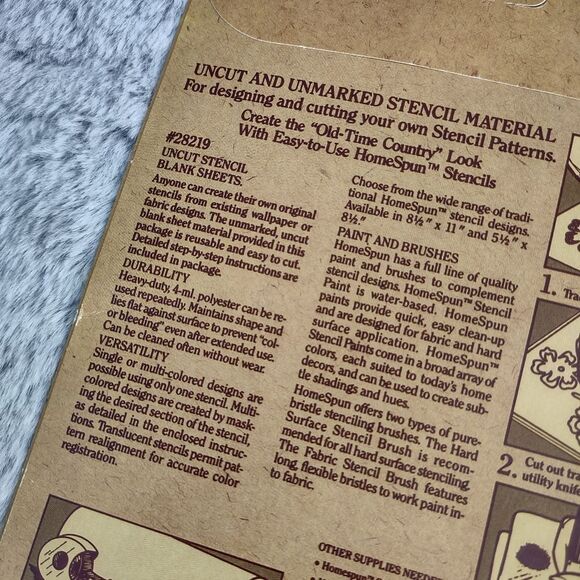 UNCUT AND UNMARKED STENCIL MATERIAL
For designing and cutting your own Stencil Patterns.
Create the "Old-Time Country" Look
With Easy-to-Use HomeSpun™ Stencils
#28219
UNCUT STENCIL
BLANK SHEETS.
Anyone can create their own original
stencils from existing wallpaper or
fabric designs. The unmarked, uncut
blank sheet material provided in this
package is reusable and easy to cut.
Detailed step-by-step instructions are
included in package.
DURABILITY
Heavy-duty, 4-ml. polyester can be re-
used repeatedly. Maintains shape and
lies flat against surface to prevent "col-
or bleeding" even after extended use.
Can be cleaned often without wear.
VERSATILITY
Single or multi-colored designs are
possible using only one stencil. Multi-
colored designs are created by mask-
ing the desired section of the stencil,
as detailed in the enclosed instruc-
tions. Translucent stencils permit pat-
tern realignment for accurate color
registration.
Choose from the wide range of tradi-
tional HomeSpun™ stencil designs.
Available in 8½" x 11" and 5½" x
8½"
PAINT AND BRUSHES
HomeSpun has a full line of quality
paint and brushes to complement
stencil designs. HomeSpun™ Stencil
Paint is water-based. HomeSpun
paints provide quick, easy clean-up
and are designed for fabric and hard
surface application. HomeSpun™
Stencil Paints come in a broad array of
colors, each suited to today's home
decors, and can be used to create sub-
tle shadings and hues.
HomeSpun offers two types of pure-
bristle stenciling brushes. The Hard
Surface Stencil Brush is recom-
mended for all hard surface stenciling.
The Fabric Stencil Brush features
long, flexible bristles to work paint in-
to fabric.
1. Tra
2. Cut out tra
utility knife
OTHER SUPPLIES NEEDE
• Homespun™